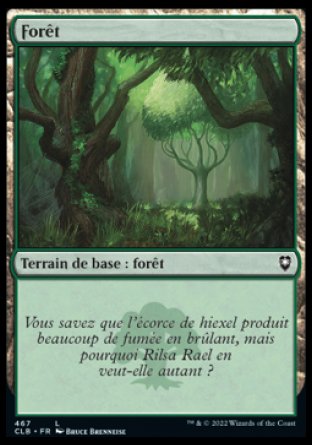 Forêt
Terrain de base : forêt
Vous savez que l'écorce de hiexel produit
beaucoup de fumée en brûlant, mais
pourquoi Rilsa Rael en
veut-elle autant ?
467 L
CLB • FR Bruce Brenneise
™ & © 2022 Wizards of the Coast